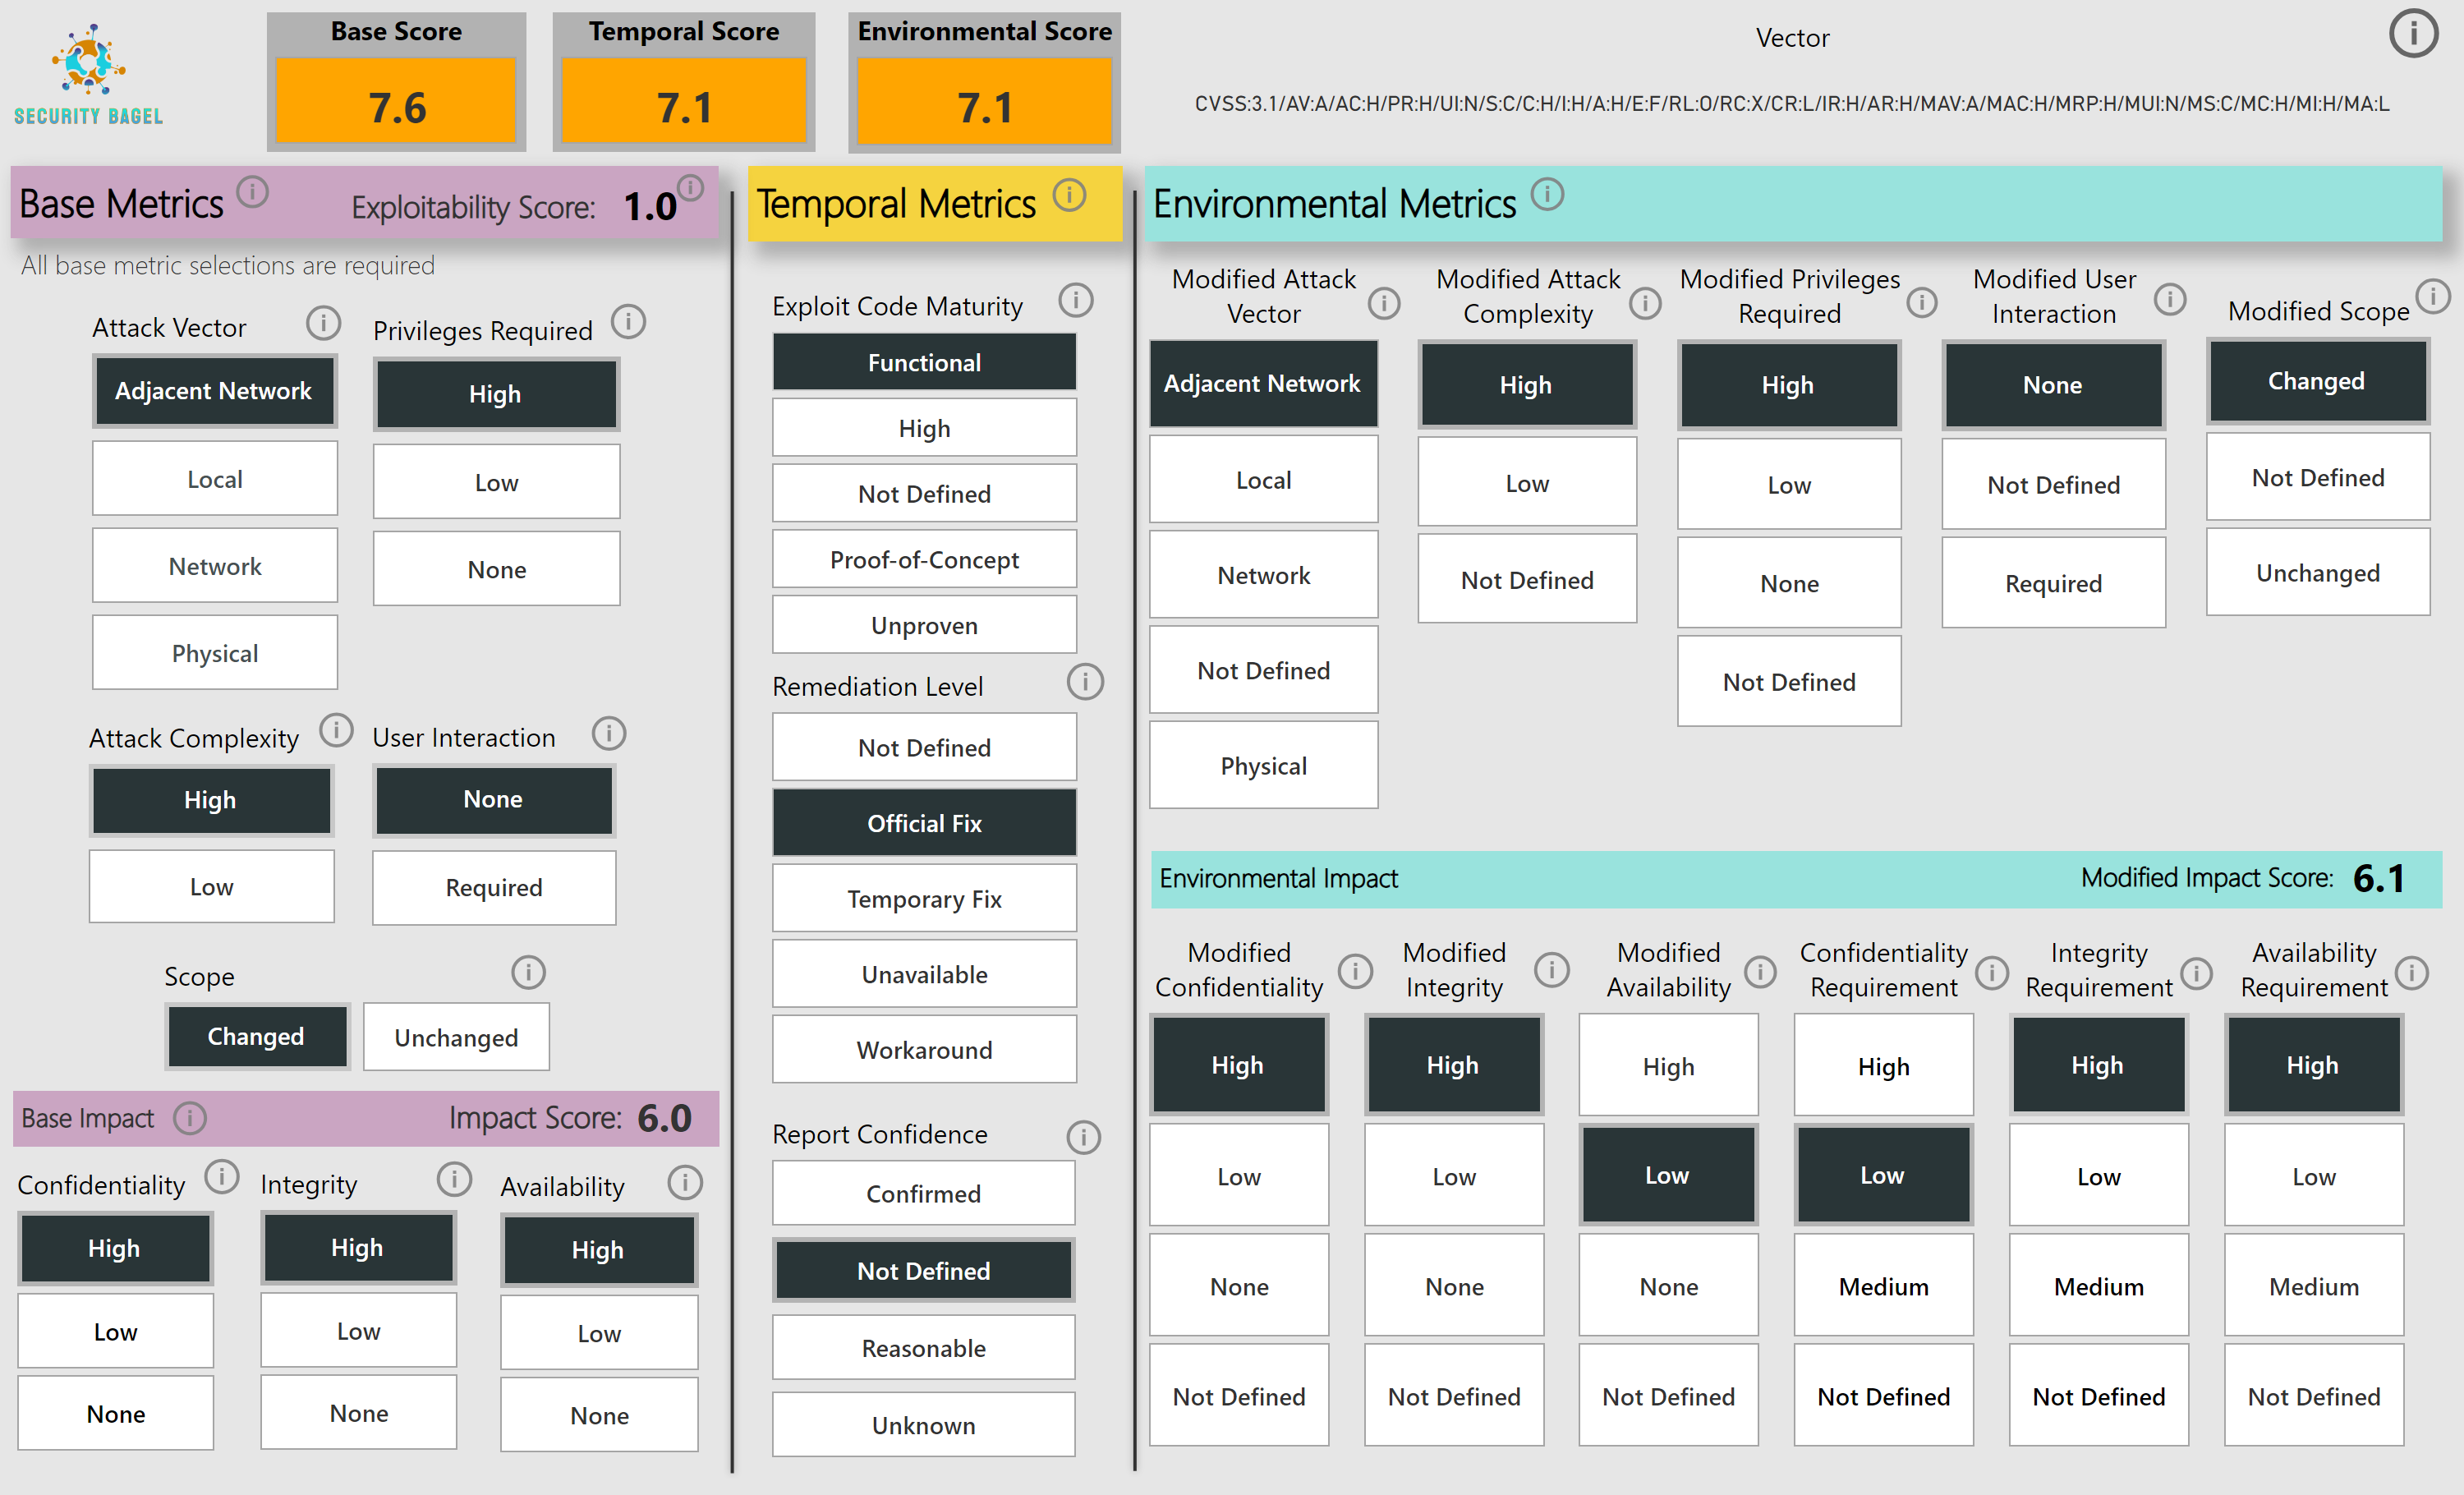 SECURITY BAGEL
Base Score
7.6
Temporal Score
7.1
Environmental Score
7.1
Vector
CVSS:3.1/AV:A/AC:H/PR:H/UI:N/S:C/C:H/I:H/A:H/E:F/RL:O/RC:X/CR:L/IR:H/AR:H/MAV:A/MAC:H/MRP:H/MUI:N/MS:C/MC:H/MI:H/MA:L
Base Metrics
Exploitability Score: 1.0
All base metric selections are required
Attack Vector
Adjacent Network
Local
Network
Physical
Privileges Required
High
Low
None
Attack Complexity
High
Low
User Interaction
None
Required
Scope
Changed
Unchanged
Base Impact
Impact Score: 6.0
Confidentiality
High
Low
None
Integrity
High
Low
None
Availability
High
Low
None
Temporal Metrics
Exploit Code Maturity
Functional
High
Not Defined
Proof-of-Concept
Unproven
Remediation Level
Not Defined
Official Fix
Temporary Fix
Unavailable
Workaround
Report Confidence
Confirmed
Not Defined
Reasonable
Unknown
Environmental Metrics
Modified Attack
Vector
Adjacent Network
Local
Network
Not Defined
Physical
Modified Attack
Complexity
High
Low
Not Defined
Modified Privileges
Required
High
Low
None
Not Defined
Modified User
Interaction
None
Not Defined
Required
Modified Scope
Changed
Not Defined
Unchanged
Environmental Impact
Modified Impact Score: 6.1
Modified
Confidentiality
High
Low
None
Not Defined
Modified
Integrity
High
Low
None
Not Defined
Modified
Availability
High
Low
None
Not Defined
Confidentiality
Requirement
High
Low
Medium
Not Defined
Integrity
Requirement
High
Low
Medium
Not Defined
Availability
Requirement
High
Low
Medium
Not Defined